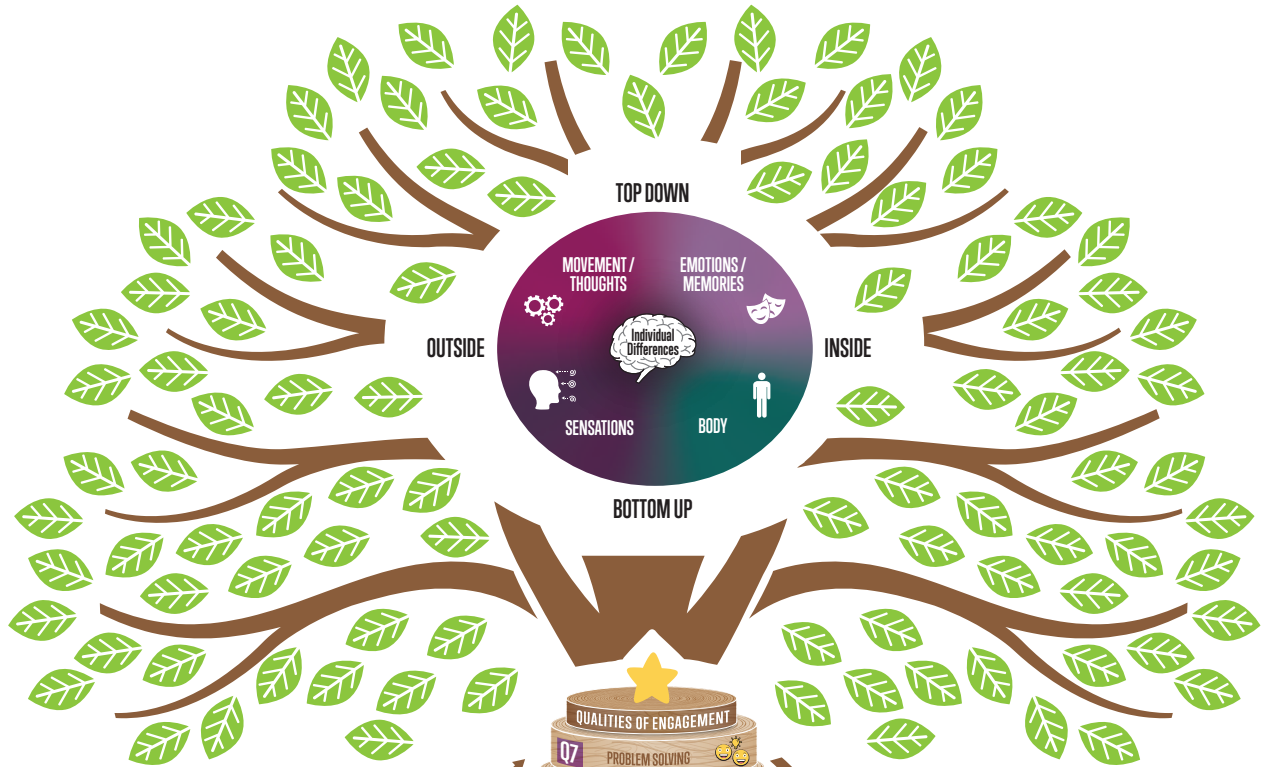 TOP DOWN
MOVEMENT /
THOUGHTS
EMOTIONS /
MEMORIES
Individual
Differences
OUTSIDE
INSIDE
SENSATIONS
BODY
BOTTOM UP
QUALITIES OF ENGAGEMENT
Q7
PROBLEM SOLVING